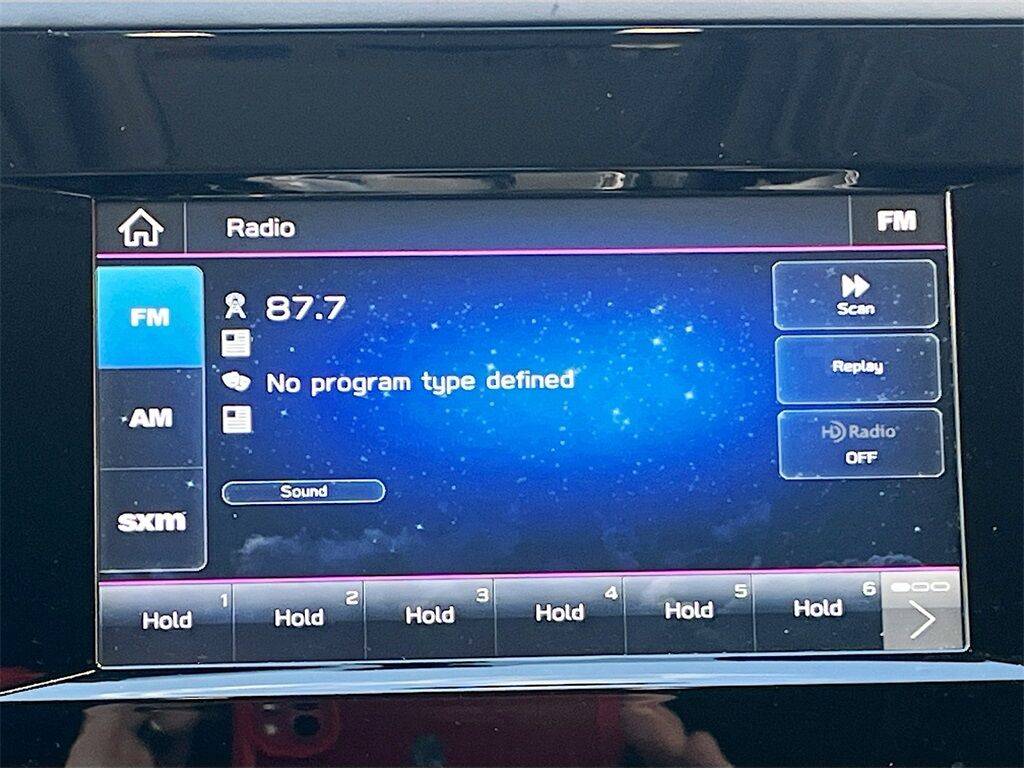 Radio
FM
FM
AM
sxm
87.7
No program type defined
Sound
Scan
Replay
HD Radio
OFF
Hold 1
Hold 2
Hold 3
Hold 4
Hold 5
Hold 6